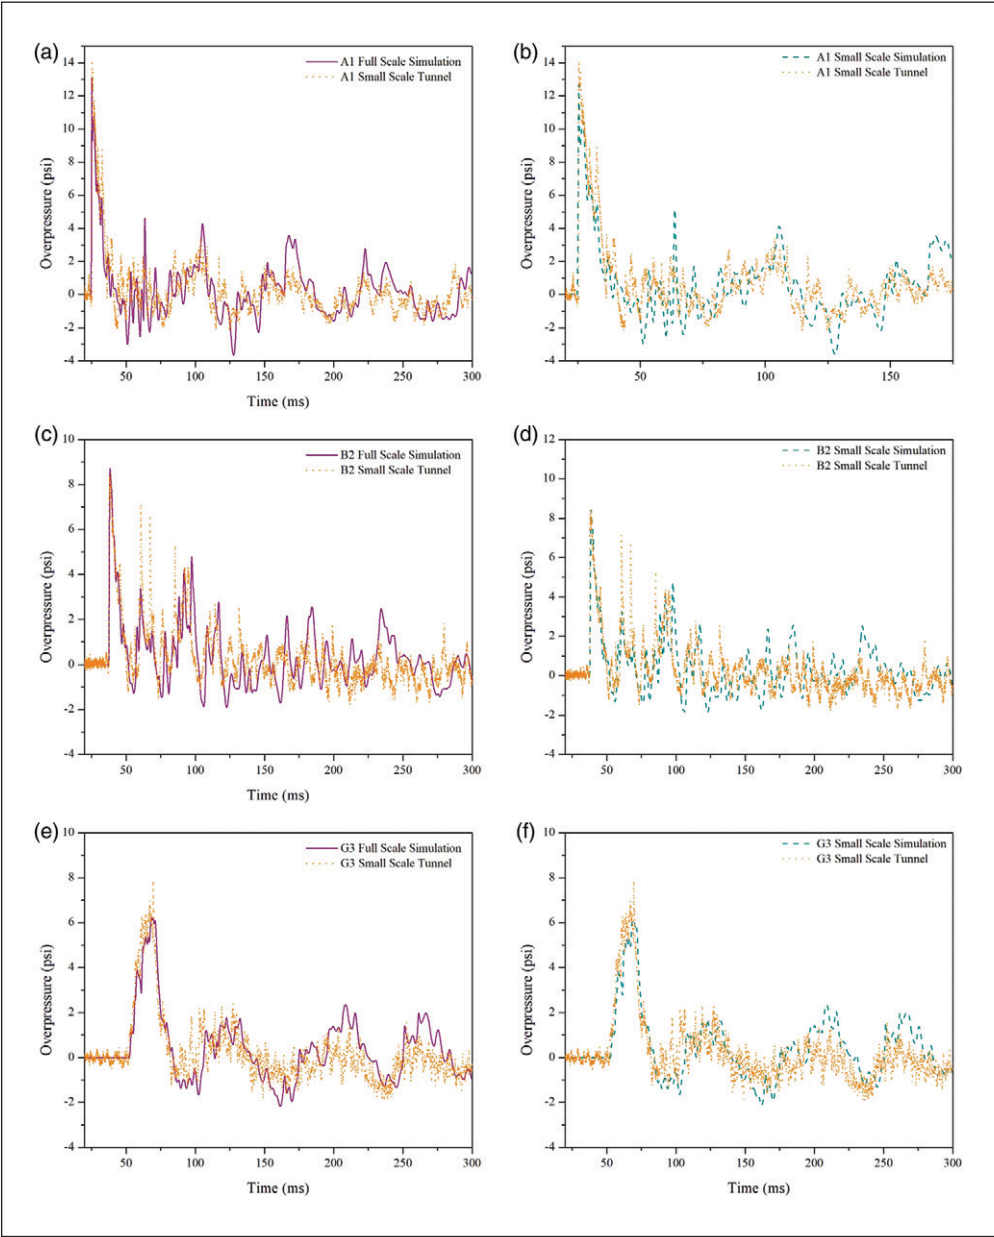 (a)
A1 Full Scale Simulation
A1 Small Scale Tunnel
14
12
10
8
6
4
2
0
-2
-4
Overpressure (psi)
50 100 150 200 250 300
Time (ms)
(b)
A1 Small Scale Simulation
A1 Small Scale Tunnel
14
12
10
8
6
4
2
0
-2
-4
Overpressure (psi)
50 100 150
Time (ms)
(c)
B2 Full Scale Simulation
B2 Small Scale Tunnel
10
8
6
4
2
0
-2
-4
Overpressure (psi)
50 100 150 200 250 300
Time (ms)
(d)
B2 Small Scale Simulation
B2 Small Scale Tunnel
12
10
8
6
4
2
0
-2
-4
Overpressure (psi)
50 100 150 200 250 300
Time (ms)
(e)
G3 Full Scale Simulation
G3 Small Scale Tunnel
10
8
6
4
2
0
-2
-4
Overpressure (psi)
50 100 150 200 250 300
Time (ms)
(f)
G3 Small Scale Simulation
G3 Small Scale Tunnel
10
8
6
4
2
0
-2
-4
Overpressure (psi)
50 100 150 200 250 300
Time (ms)